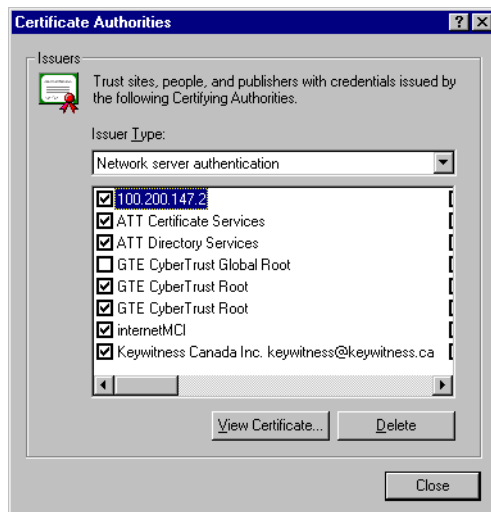 Certificate Authorities
Issuers
Trust sites, people, and publishers with credentials issued by
the following Certifying Authorities.
Issuer Type:
Network server authentication
100.200.147.2
ATT Certificate Services
ATT Directory Services
GTE CyberTrust Global Root
GTE CyberTrust Root
GTE CyberTrust Root
internetMCI
Keywitness Canada Inc. keywitness@keywitness.ca
View Certificate...
Delete
Close